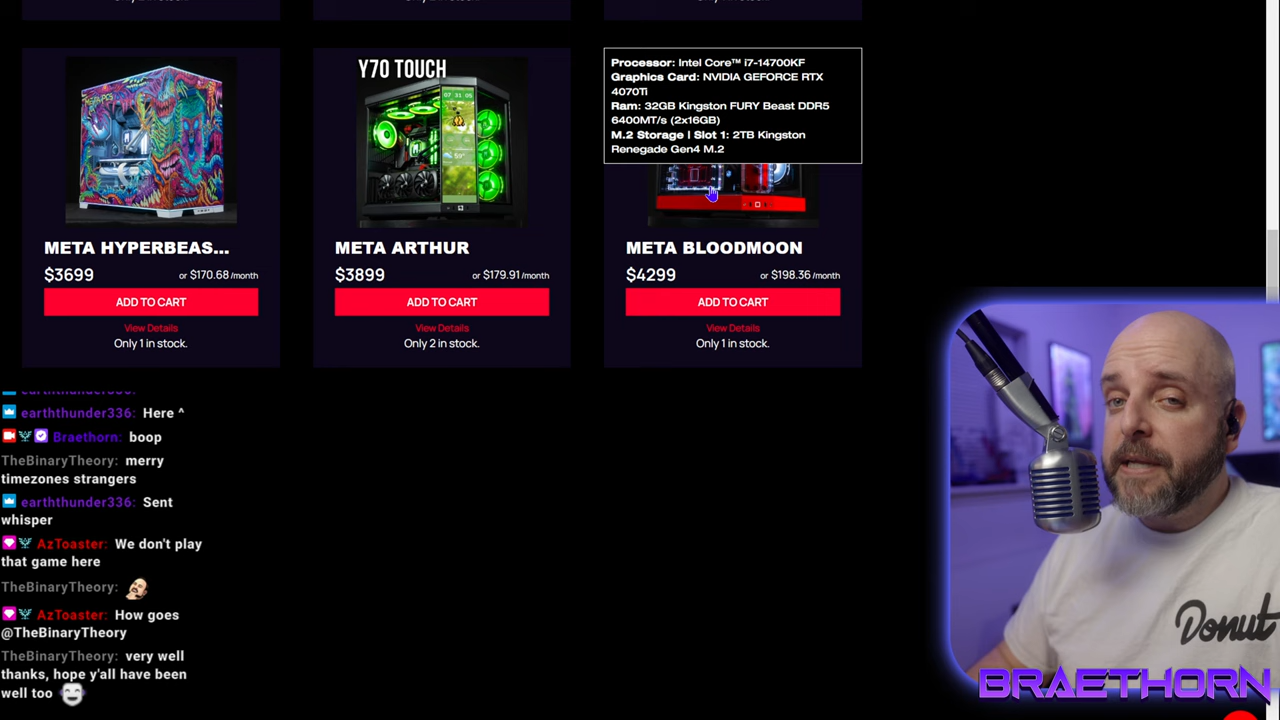 Y70 TOUCH
07 31 05
59°
Processor: Intel Core™ i7-14700KF
Graphics Card: NVIDIA GEFORCE RTX
4070Ti
Ram: 32GB Kingston FURY Beast DDR5
6400MT/s (2x16GB)
M.2 Storage | Slot 1: 2TB Kingston
Renegade Gen4 M.2
META HYPERBEAS...
$3699
or $170.68/month
ADD TO CART
View Details
Only 1 in stock.
META ARTHUR
$3899
or $179.91/month
ADD TO CART
View Details
Only 2 in stock.
META BLOODMOON
$4299
or $198.36/month
ADD TO CART
View Details
Only 1 in stock.
earththunder336: Here ^
Braethorn: boop
TheBinaryTheory: merry
timezones strangers
earththunder336: Sent
whisper
AzToaster: We don't play
that game here
TheBinaryTheory:
AzToaster: How goes
@TheBinaryTheory
TheBinaryTheory: very well
thanks, hope y'all have been
well too
Donut
BRAETHORN